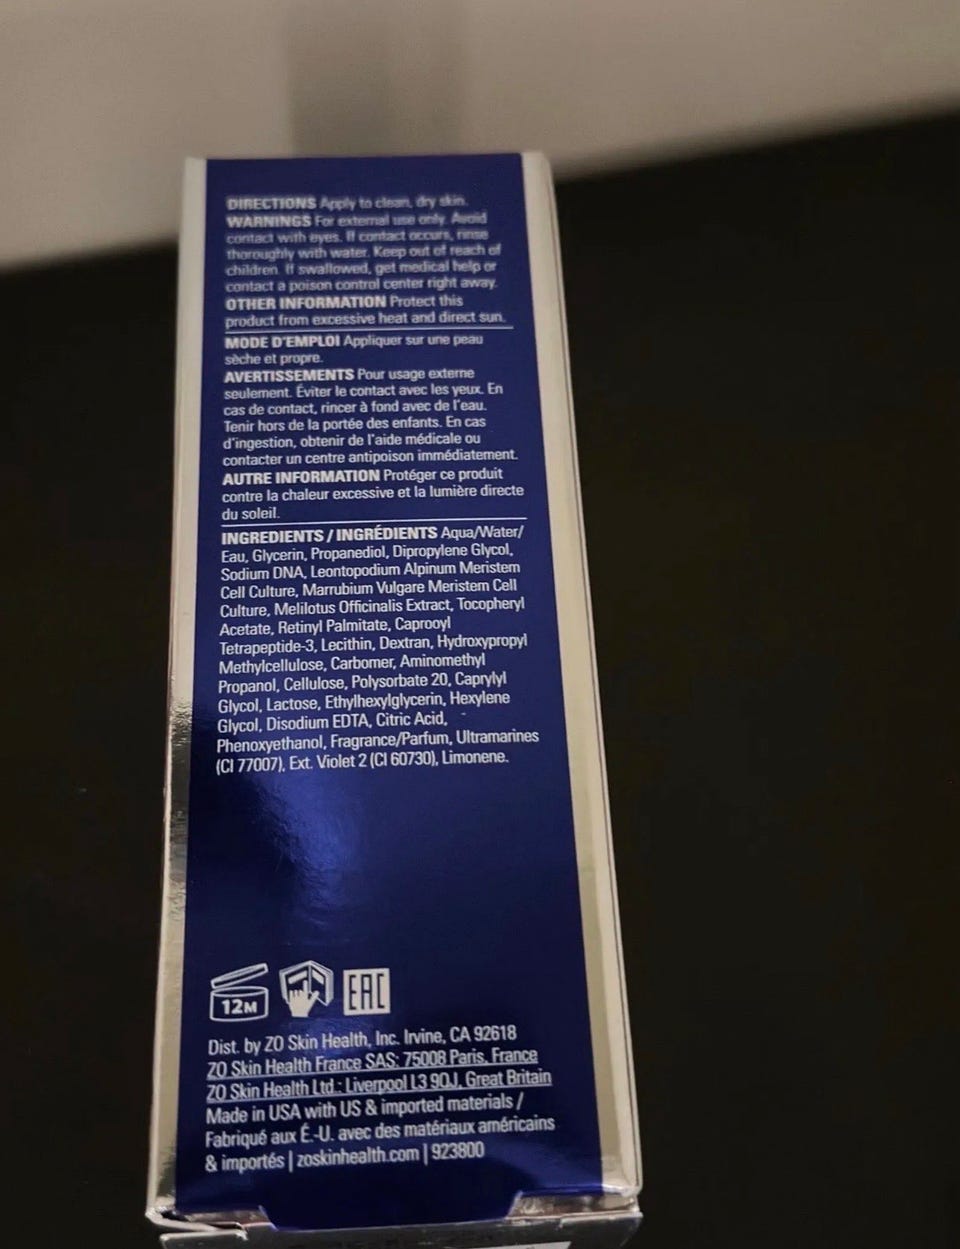 DIRECTIONS Apply to clean, dry skin.
WARNINGS For external use only. Avoid
contact with eyes. If contact occurs, rinse
thoroughly with water. Keep out of reach of
children. If swallowed, get medical help or
contact a poison control center right away.
OTHER INFORMATION Protect this
product from excessive heat and direct sun.
MODE D'EMPLOI Appliquer sur une peau
sèche et propre.
AVERTISSEMENTS Pour usage externe
seulement. Éviter le contact avec les yeux. En
cas de contact, rincer à fond avec de l'eau.
Tenir hors de la portée des enfants. En cas
d'ingestion, obtenir de l'aide médicale ou
contacter un centre antipoison immédiatement.
AUTRE INFORMATION Protéger ce produit
contre la chaleur excessive et la lumière directe
du soleil.
INGREDIENTS / INGRÉDIENTS Aqua/Water/
Eau, Glycerin, Propanediol, Dipropylene Glycol,
Sodium DNA, Leontopodium Alpinum Meristem
Cell Culture, Marrubium Vulgare Meristem Cell
Culture, Melilotus Officinalis Extract, Tocopheryl
Acetate, Retinyl Palmitate, Caprooyl
Tetrapeptide-3, Lecithin, Dextran, Hydroxypropyl
Methylcellulose, Carbomer, Aminomethyl
Propanol, Cellulose, Polysorbate 20, Caprylyl
Glycol, Lactose, Ethylhexylglycerin, Hexylene
Glycol, Disodium EDTA, Citric Acid,
Phenoxyethanol, Fragrance/Parfum, Ultramarines
(CI 77007), Ext. Violet 2 (CI 60730), Limonene.
12M EAC
Dist. by ZO Skin Health, Inc. Irvine, CA 92618
ZO Skin Health France SAS: 75008 Paris, France
ZO Skin Health Ltd : Liverpool L3 9QJ, Great Britain
Made in USA with US & imported materials /
Fabriqué aux É.-U. avec des matériaux américains
& importés | zoskinhealth.com | 923800